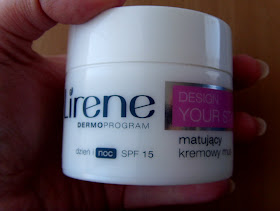 Lirene
DERMOPROGRAM
dzień i noc SPF 15
DESIGN
YOUR
matujący
kremowy